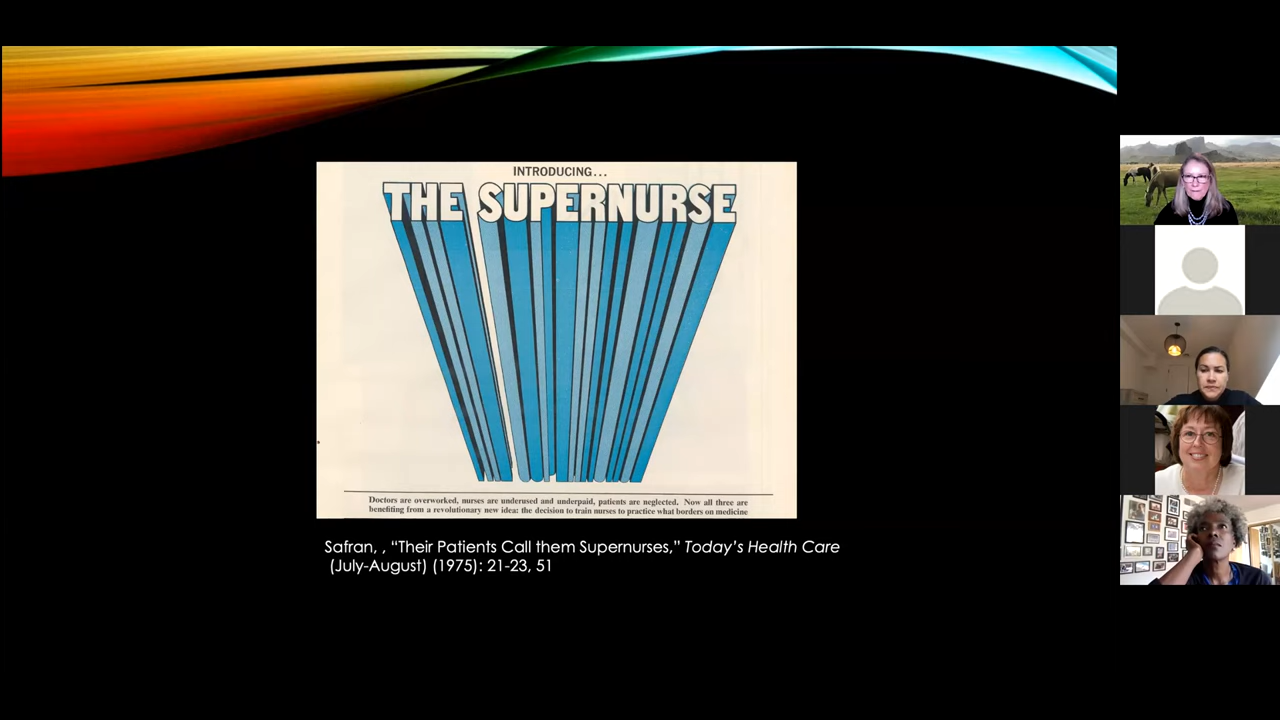 INTRODUCING...
THE SUPERNURSE
Doctors are overworked, nurses are underused and underpaid, patients are neglected. Now all three are
benefiting from a revolutionary new idea: the decision to train nurses to practice what borders on medicine
Safran, , “Their Patients Call them Supernurses,” Today’s Health Care
(July-August) (1975): 21-23, 51